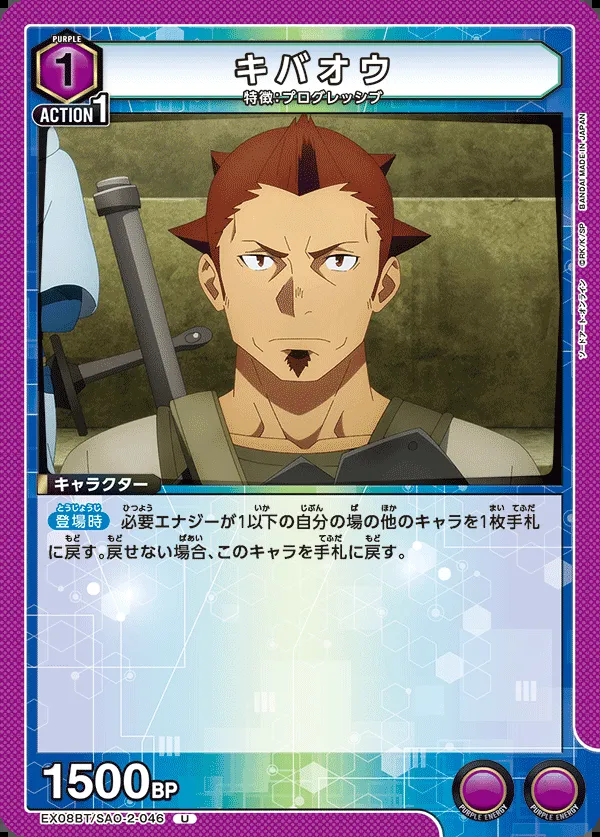 PURPLE
1
ACTION 1
キバオウ
特徴:プログレッシブ
ソードアート・オンライン ©RK/K/SP BANDAI MADE IN JAPAN
キャラクター
登場時 必要エナジーが1以下の自分の場の他のキャラを1枚手札
に戻す。戻せない場合、このキャラを手札に戻す。
1500BP
PURPLE ENERGY
PURPLE ENERGY
EX08BT/SAO-2-046 U